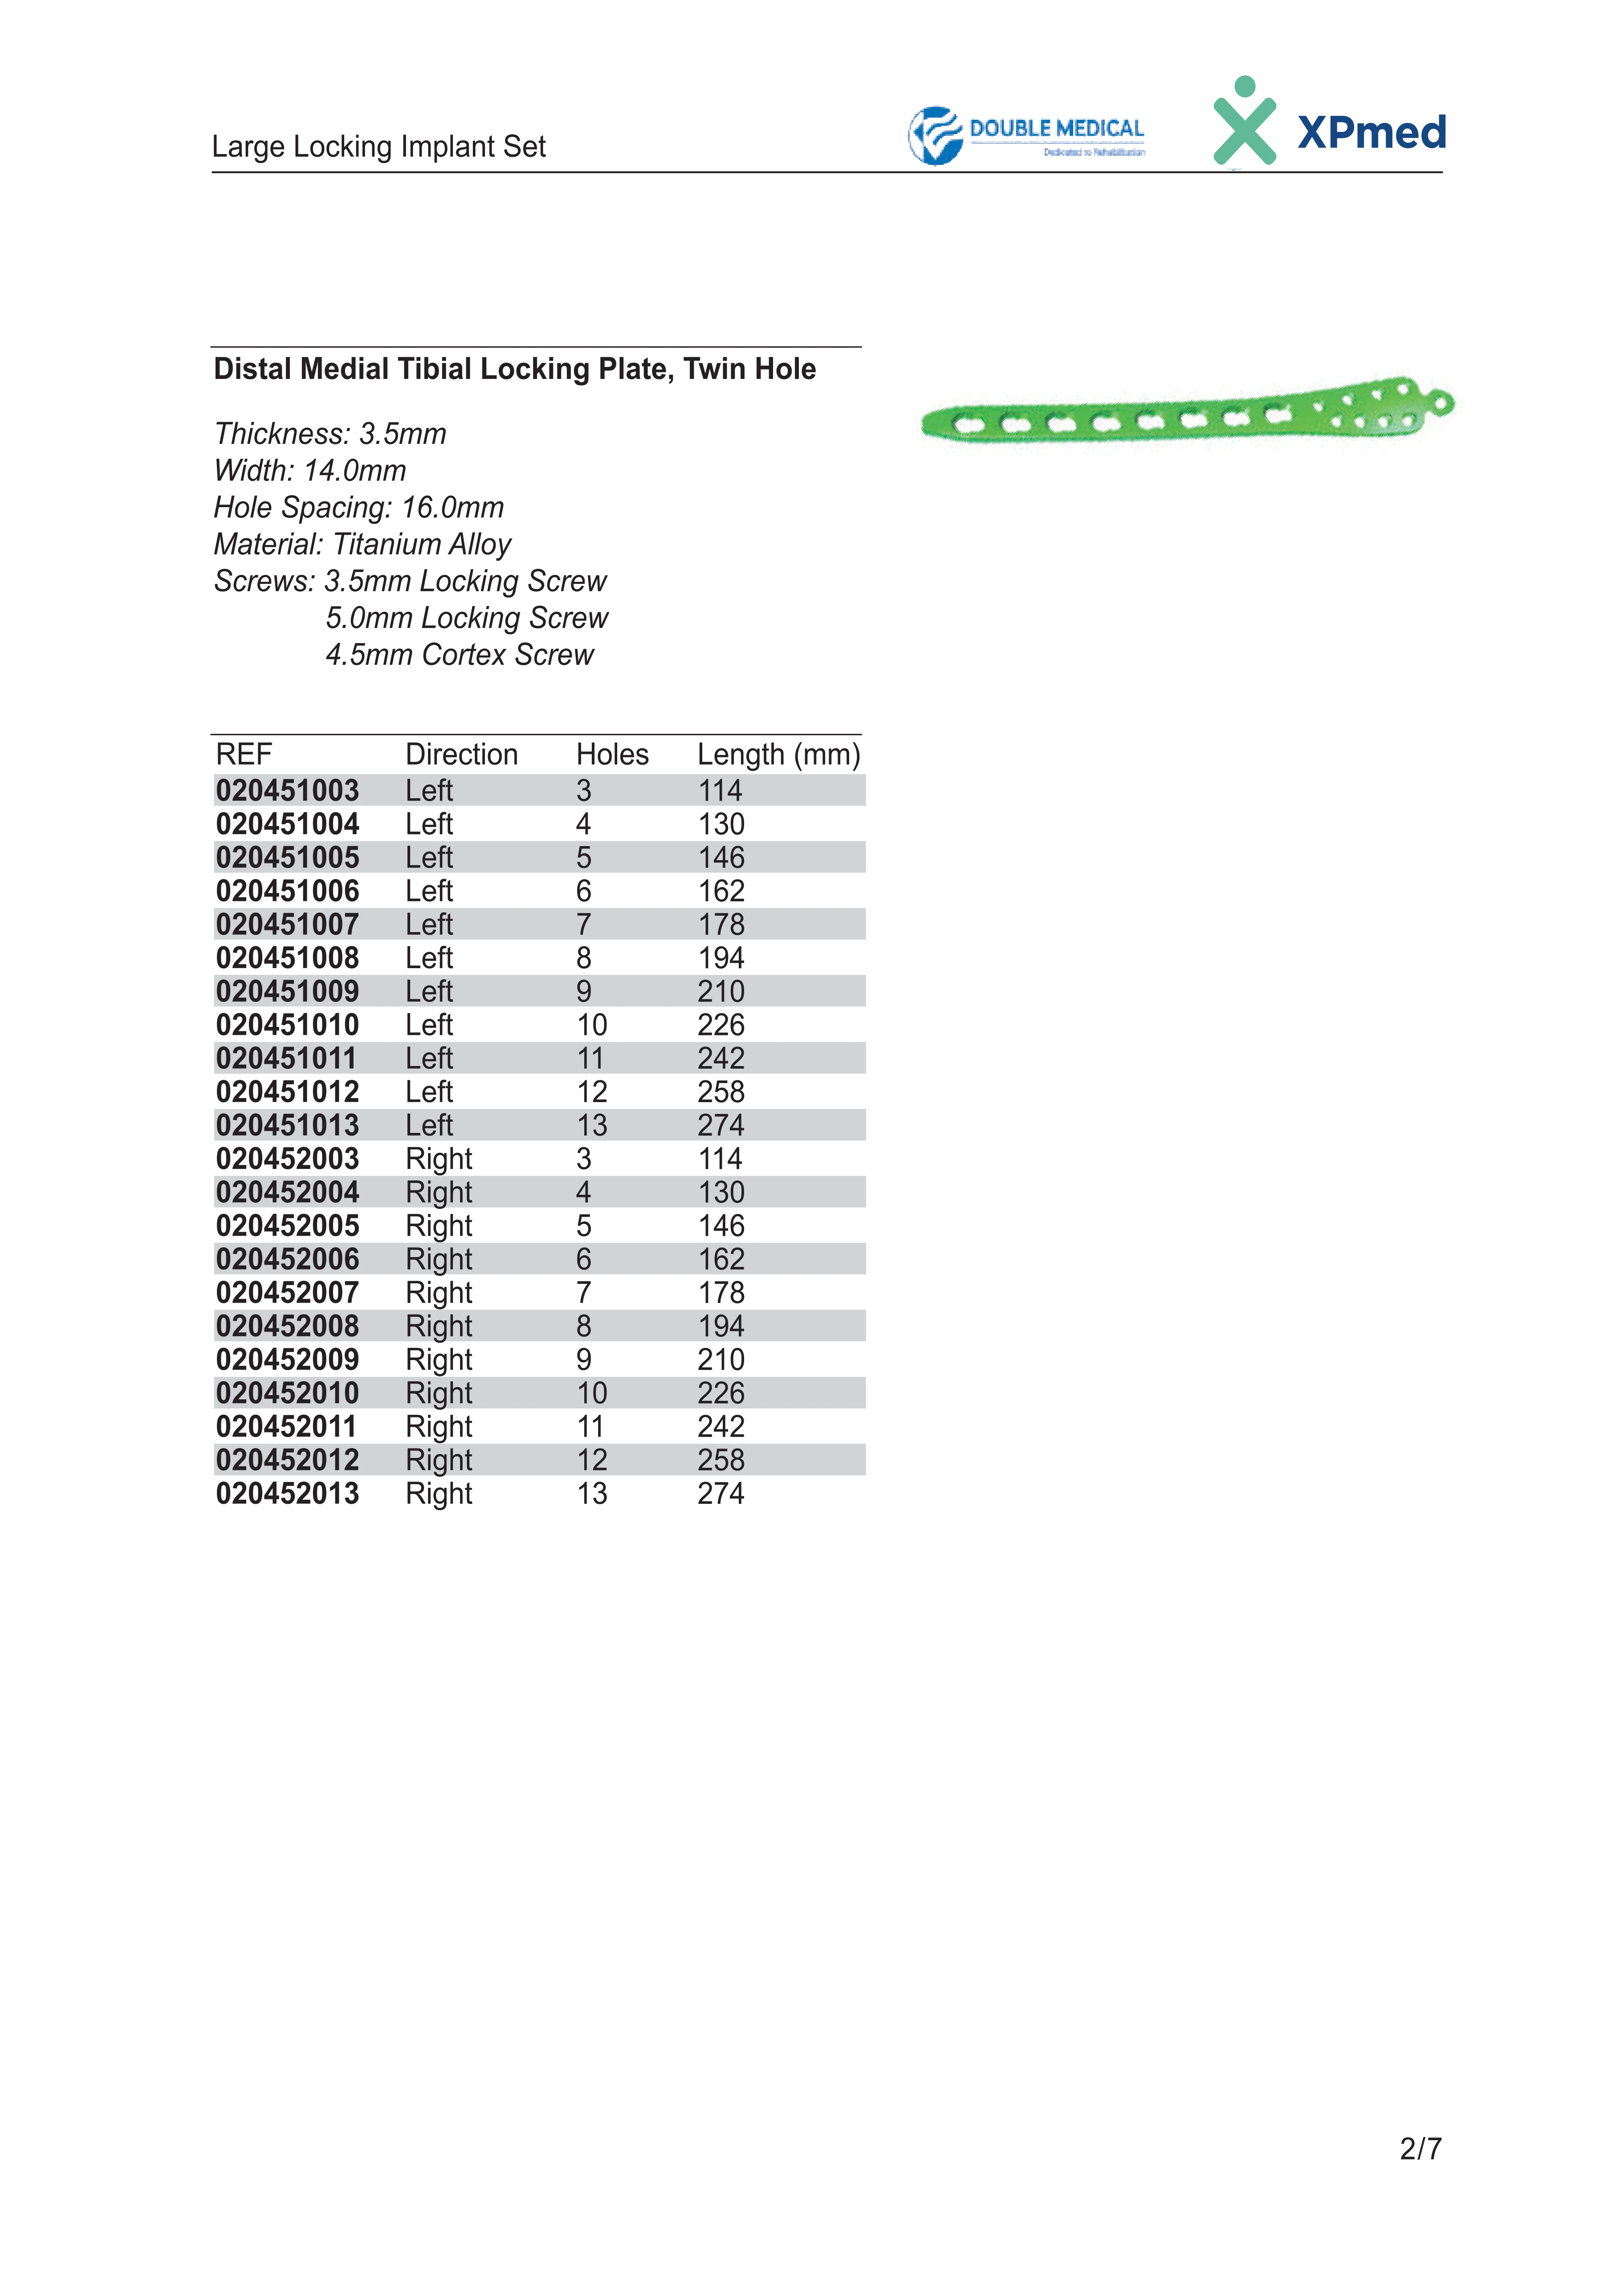 Large Locking Implant Set
DOUBLE MEDICAL
Dedicated to Rehabilitation
XPmed
Distal Medial Tibial Locking Plate, Twin Hole
Thickness: 3.5mm
Width: 14.0mm
Hole Spacing: 16.0mm
Material: Titanium Alloy
Screws: 3.5mm Locking Screw
5.0mm Locking Screw
4.5mm Cortex Screw
REF Direction Holes Length (mm)
020451003 Left 3 114
020451004 Left 4 130
020451005 Left 5 146
020451006 Left 6 162
020451007 Left 7 178
020451008 Left 8 194
020451009 Left 9 210
020451010 Left 10 226
020451011 Left 11 242
020451012 Left 12 258
020451013 Left 13 274
020452003 Right 3 114
020452004 Right 4 130
020452005 Right 5 146
020452006 Right 6 162
020452007 Right 7 178
020452008 Right 8 194
020452009 Right 9 210
020452010 Right 10 226
020452011 Right 11 242
020452012 Right 12 258
020452013 Right 13 274
2/7